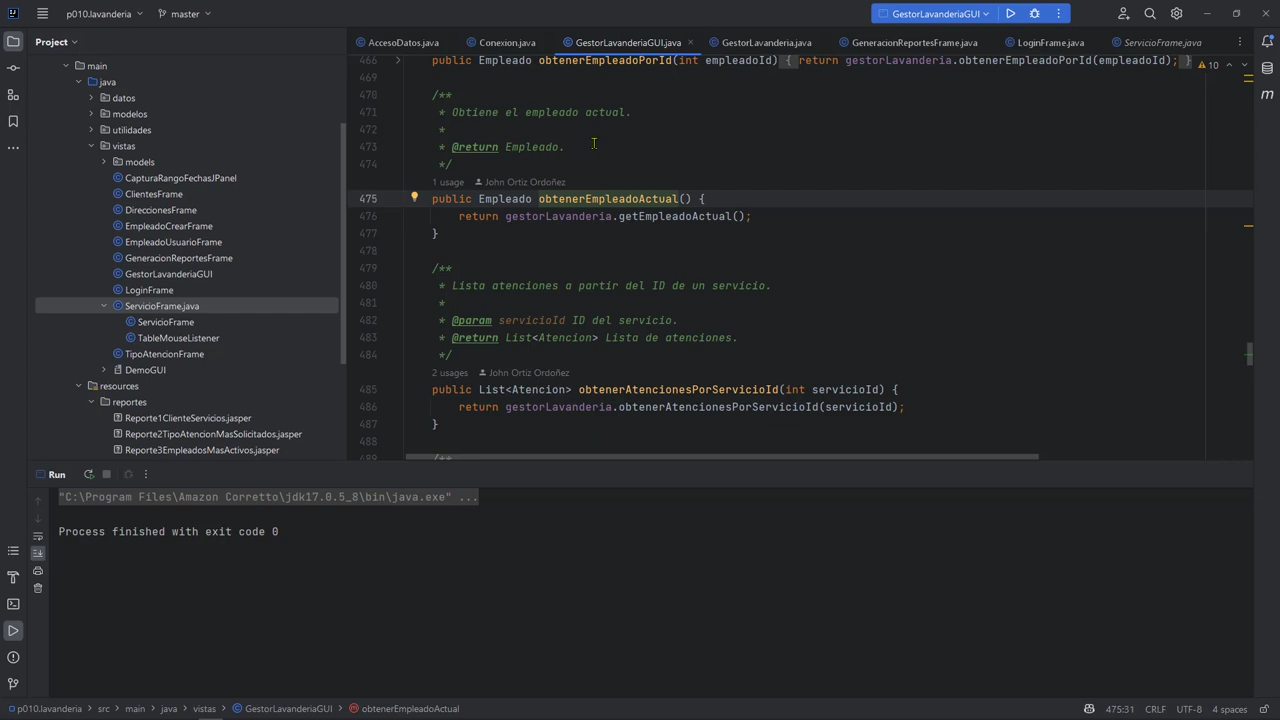 p010.lavanderia
master
GestorLavanderiaGUI
Project
AccesoDatos.java
Conexion.java
GestorLavanderiaGUI.java
GestorLavanderia.java
GeneracionReportesFrame.java
LoginFrame.java
ServicioFrame.java
main
java
datos
modelos
utilidades
vistas
models
CapturaRangoFechasJPanel
ClientesFrame
DireccionesFrame
EmpleadoCrearFrame
EmpleadoUsuarioFrame
GeneracionReportesFrame
GestorLavanderiaGUI
LoginFrame
ServicioFrame.java
ServicioFrame
TableMouseListener
TipoAtencionFrame
DemoGUI
resources
reportes
Reporte1ClienteServicios.jasper
Reporte2TipoAtencionMasSolicitados.jasper
Reporte3EmpleadosMasActivos.jasper
10
466 public Empleado obtenerEmpleadoPorId(int empleadoId) { return gestorLavanderia.obtenerEmpleadoPorId(empleadoId); }
469
470 /**
471 * Obtiene el empleado actual.
472 *
473 * @return Empleado.
474 */
1 usage John Ortiz Ordoñez
475 public Empleado obtenerEmpleadoActual() {
476 return gestorLavanderia.getEmpleadoActual();
477 }
478
479 /**
480 * Lista atenciones a partir del ID de un servicio.
481 *
482 * @param servicioId ID del servicio.
483 * @return List<Atencion> Lista de atenciones.
484 */
2 usages John Ortiz Ordoñez
485 public List<Atencion> obtenerAtencionesPorServicioId(int servicioId) {
486 return gestorLavanderia.obtenerAtencionesPorServicioId(servicioId);
487 }
488
489 /**
Run
"C:\Program Files\Amazon Corretto\jdk17.0.5_8\bin\java.exe" ...
Process finished with exit code 0
p010.lavanderia > src > main > java > vistas > GestorLavanderiaGUI > obtenerEmpleadoActual
475:31 CRLF UTF-8 4 spaces